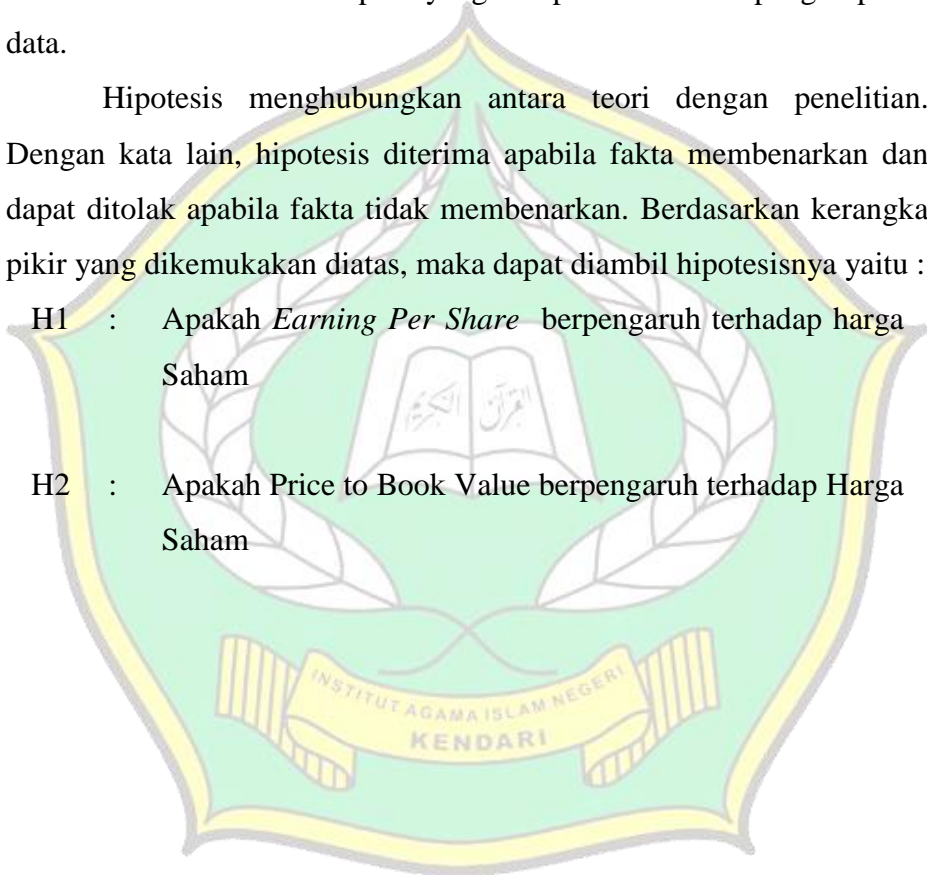 data.
Hipotesis menghubungkan antara teori dengan penelitian.
Dengan kata lain, hipotesis diterima apabila fakta membenarkan dan
dapat ditolak apabila fakta tidak membenarkan. Berdasarkan kerangka
pikir yang dikemukakan diatas, maka dapat diambil hipotesisnya yaitu :
H1 : Apakah Earning Per Share berpengaruh terhadap harga
Saham
القرآن الكريم
H2 : Apakah Price to Book Value berpengaruh terhadap Harga
Saham
INSTITUT AGAMA ISLAM NEGERI
KENDARI